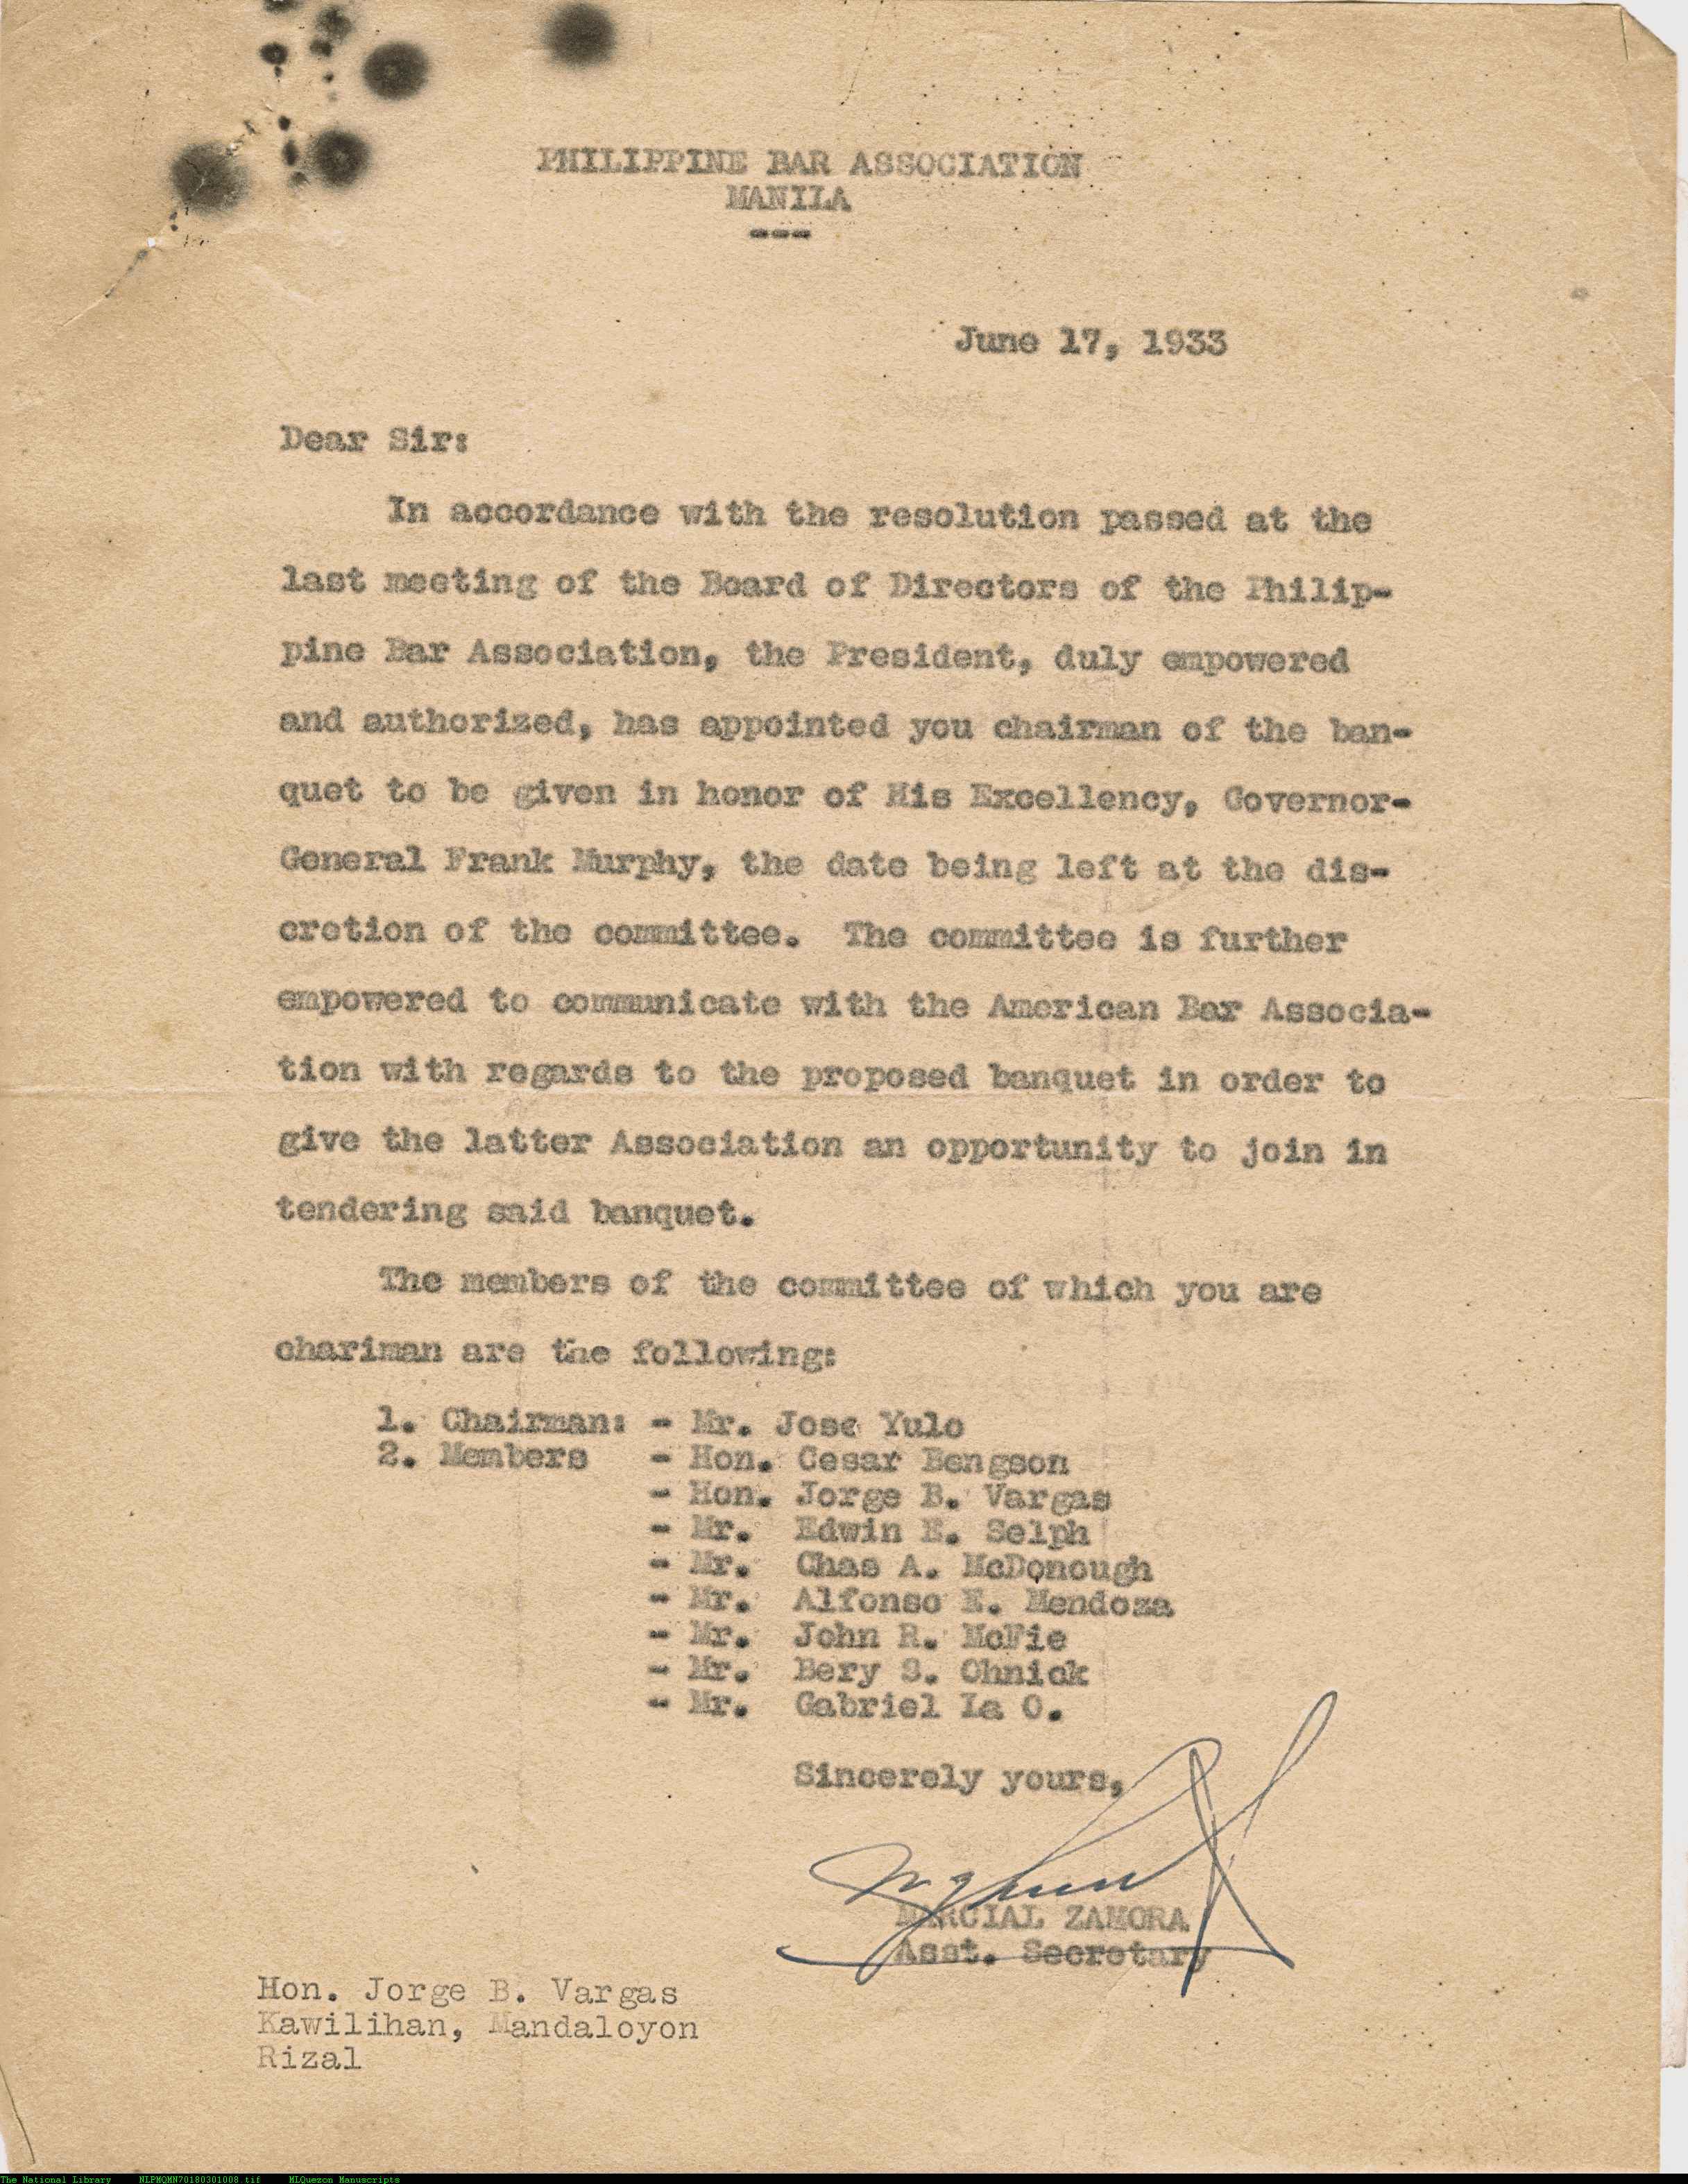 PHILIPPINE BAR ASSOCIATION
MANILA
---
June 17, 1933
Dear Sir:
In accordance with the resolution passed at the
last meeting of the Board of Directors of the Philip-
pine Bar Association, the President, duly empowered
and authorized, has appointed you chairman of the ban-
quet to be given in honor of His Excellency, Governor-
General Frank Murphy, the date being left at the dis-
cretion of the committee. The committee is further
empowered to communicate with the American Bar Associa-
tion with regards to the proposed banquet in order to
give the latter Association an opportunity to join in
tendering said banquet.
The members of the committee of which you are
chariman are the following:
1. Chairman: - Mr. Jose Yulo
2. Members - Hon. Cesar Bengson
- Hon. Jorge B. Vargas
- Mr. Edwin E. Selph
- Mr. Chas A. McDonough
- Mr. Alfonso E. Mendoza
- Mr. John R. McFie
- Mr. Bery S. Ohnick
- Mr. Gabriel La O.
Sincerely yours,
MARCIAL ZAMORA
Asst. Secretary
Hon. Jorge B. Vargas
Kawilihan, Mandaloyon
Rizal
The National Library NLPMQMN70180301008.tif MLQuezon Manuscripts